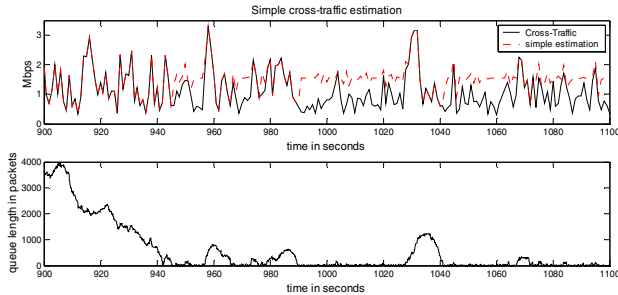 Simple cross-traffic estimation
Cross-Traffic
simple estimation
Mbps
3
2
1
0
900 920 940 960 980 1000 1020 1040 1060 1080 1100
time in seconds
queue length in packets
4000
3000
2000
1000
0
900 920 940 960 980 1000 1020 1040 1060 1080 1100
time in seconds